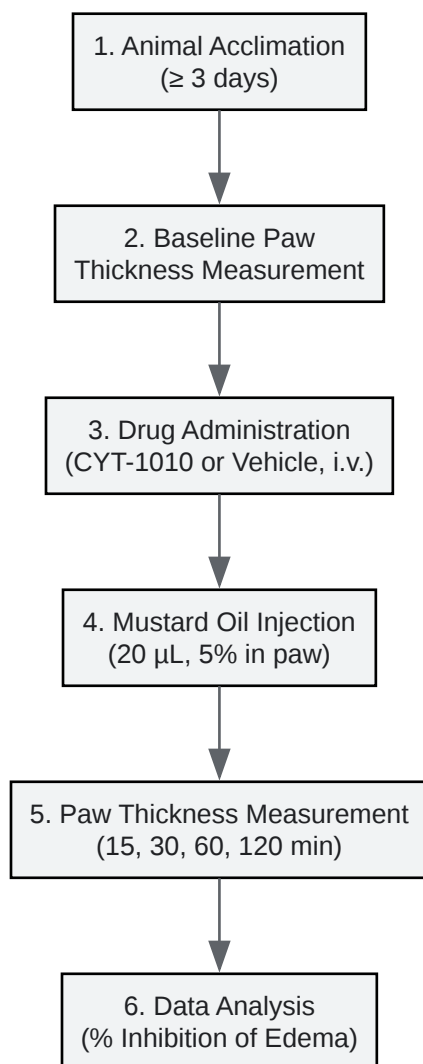 1. Animal Acclimation
(≥ 3 days)
2. Baseline Paw
Thickness Measurement
3. Drug Administration
(CYT-1010 or Vehicle, i.v.)
4. Mustard Oil Injection
(20 µL, 5% in paw)
5. Paw Thickness Measurement
(15, 30, 60, 120 min)
6. Data Analysis
(% Inhibition of Edema)